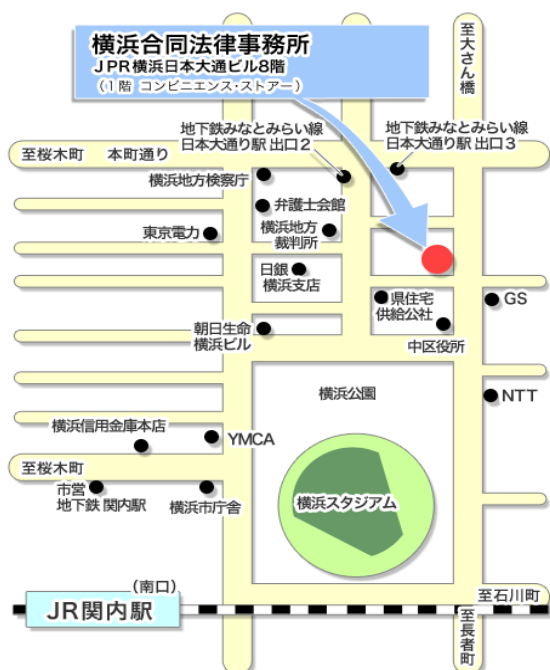 横浜合同法律事務所
JPR横浜日本大通ビル8階
(1階 コンビニエンス・ストアー)
至大さん橋
地下鉄みなとみらい線
日本大通り駅 出口2
地下鉄みなとみらい線
日本大通り駅 出口3
至桜木町 本町通り
横浜地方検察庁
弁護士会館
東京電力
横浜地方
裁判所
日銀
横浜支店
県住宅
供給公社
GS
朝日生命
横浜ビル
中区役所
横浜公園
NTT
横浜信用金庫本店
YMCA
至桜木町
市営
地下鉄 関内駅
横浜市庁舎
横浜スタジアム
(南口)
JR関内駅
至石川町
至長者町